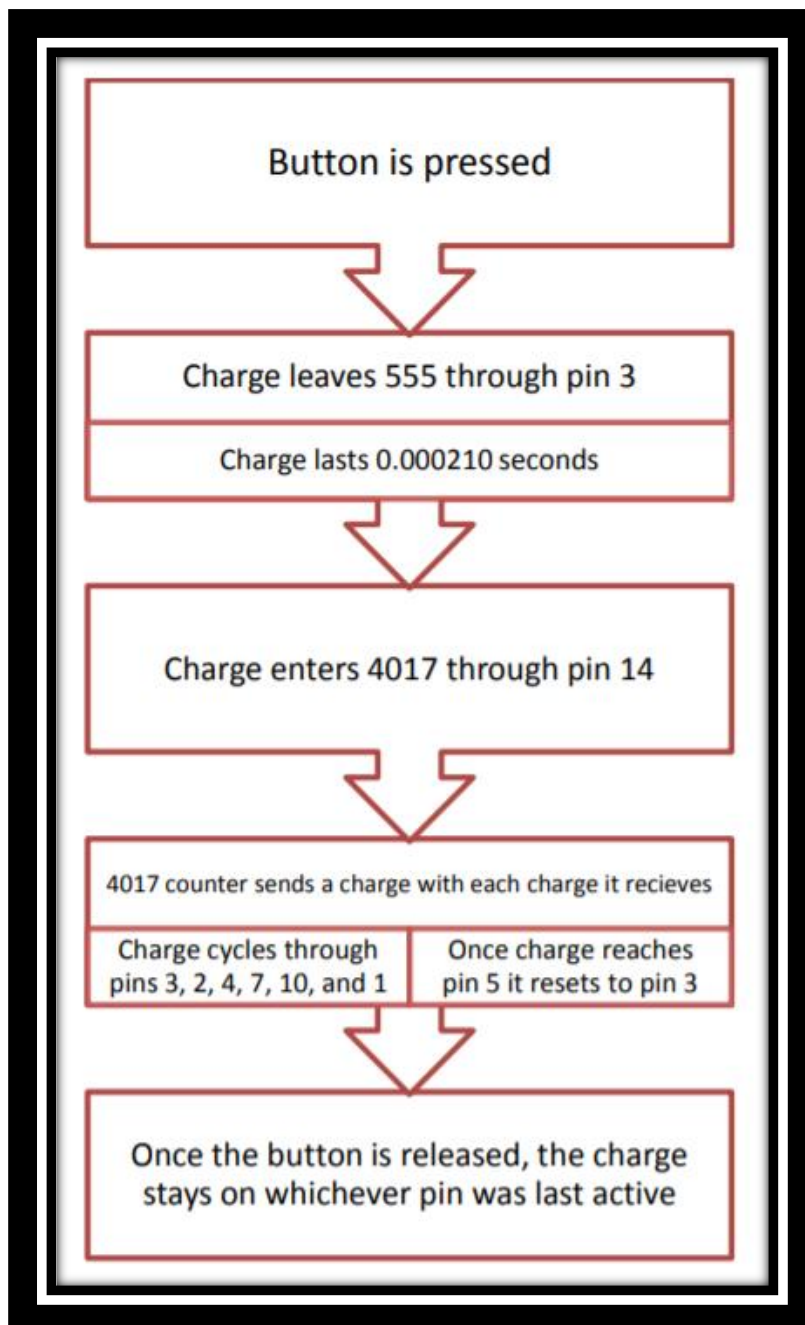 Button is pressed
Charge leaves 555 through pin 3
Charge lasts 0.000210 seconds
Charge enters 4017 through pin 14
4017 counter sends a charge with each charge it recieves
Charge cycles through
pins 3, 2, 4, 7, 10, and 1
Once charge reaches
pin 5 it resets to pin 3
Once the button is released, the charge
stays on whichever pin was last active